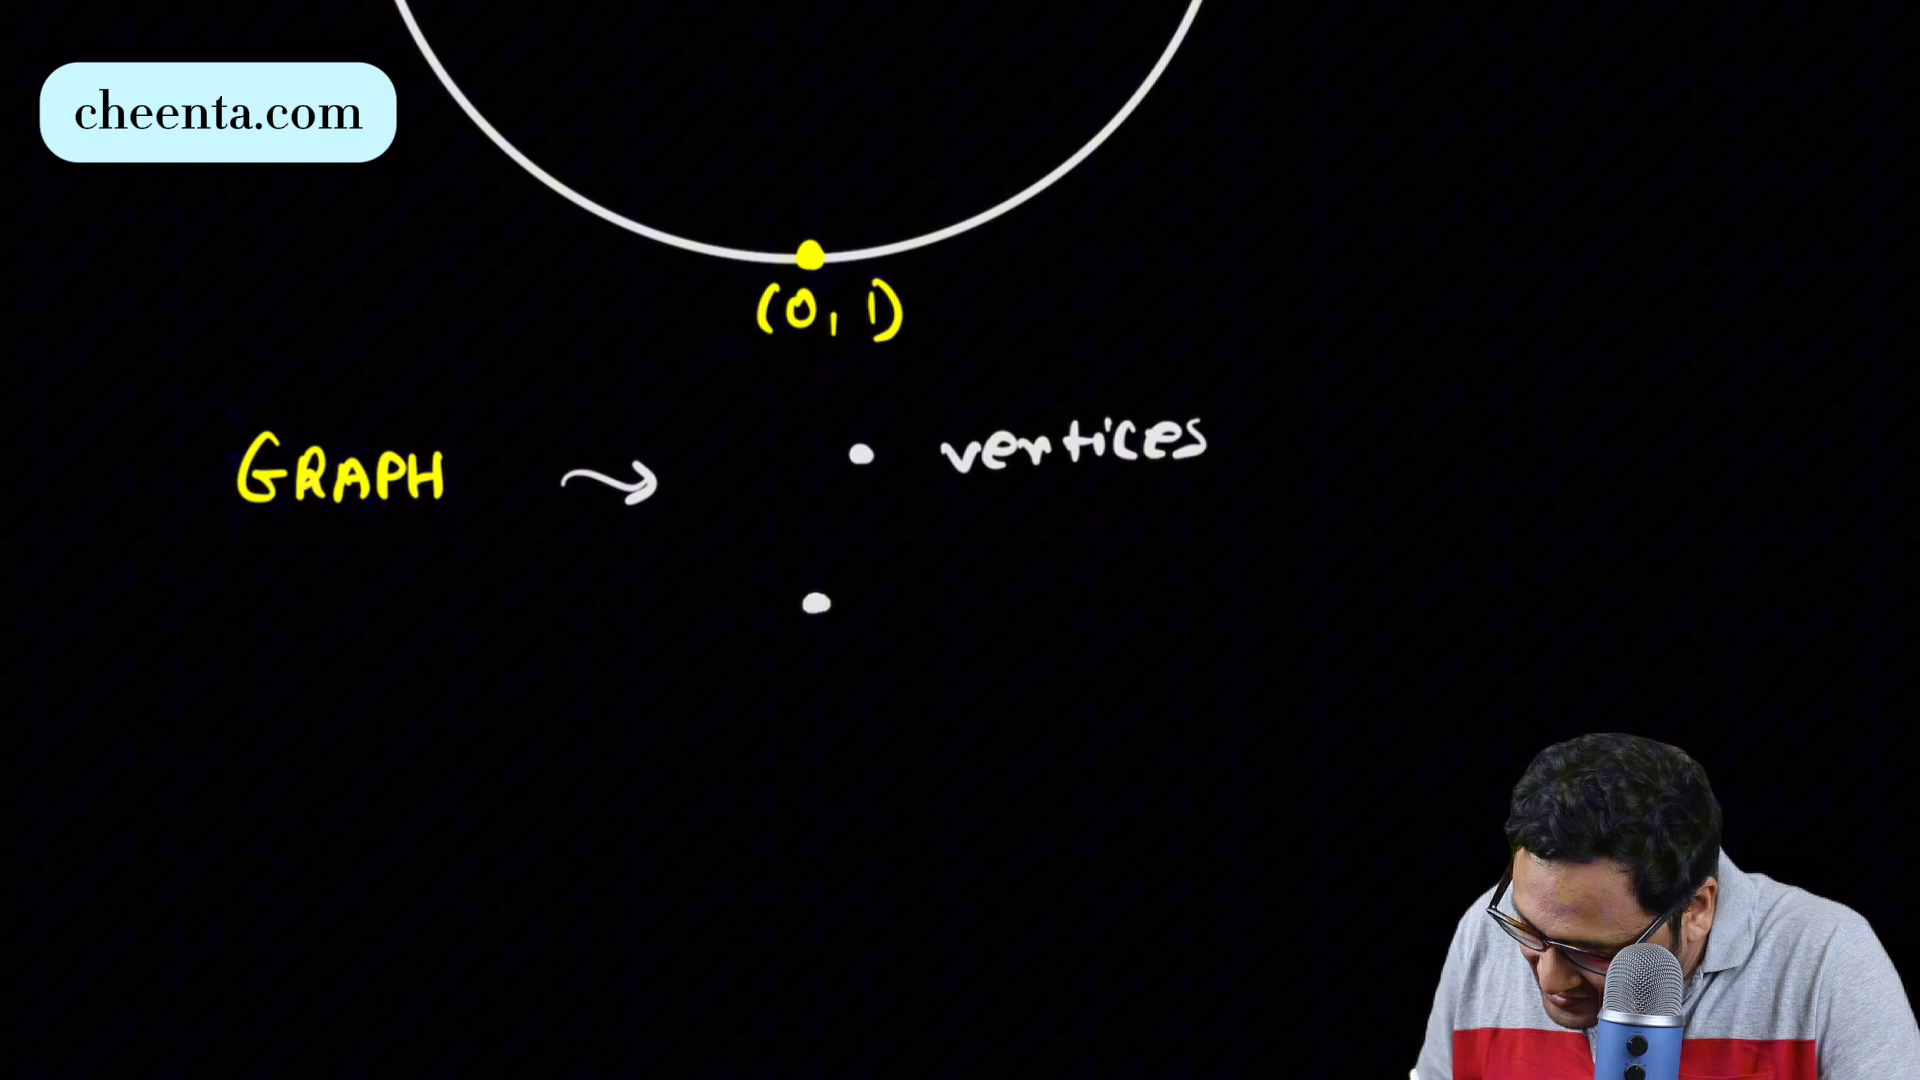 cheenta.com
(0, 1)
GRAPH → • vertices
•